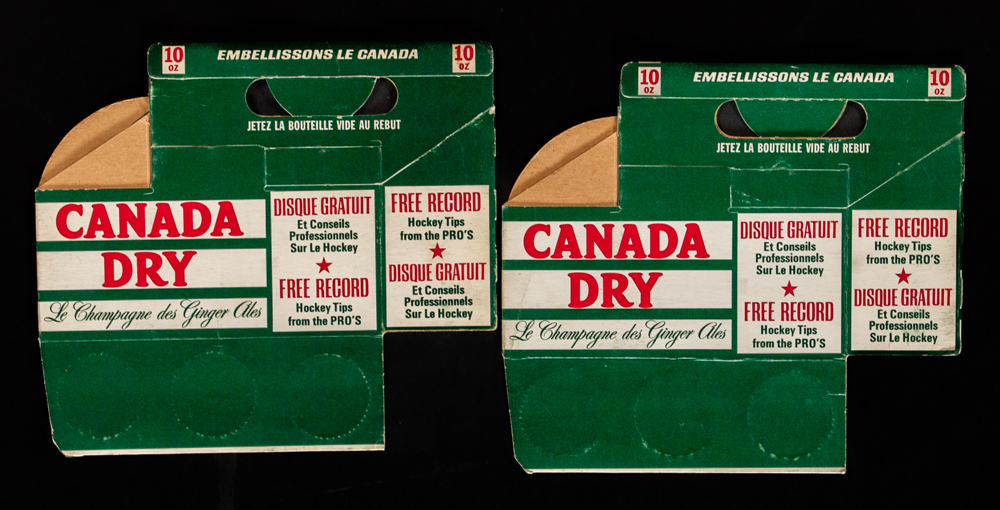 10 OZ
EMBELLISSONS LE CANADA
10 OZ
JETEZ LA BOUTEILLE VIDE AU REBUT
CANADA
DRY
Le Champagne des Ginger Ales
DISQUE GRATUIT
Et Conseils
Professionnels
Sur Le Hockey
FREE RECORD
Hockey Tips
from the PRO'S
FREE RECORD
Hockey Tips
from the PRO'S
DISQUE GRATUIT
Et Conseils
Professionnels
Sur Le Hockey
10 OZ
EMBELLISSONS LE CANADA
10 OZ
JETEZ LA BOUTEILLE VIDE AU REBUT
CANADA
DRY
Le Champagne des Ginger Ales
DISQUE GRATUIT
Et Conseils
Professionnels
Sur Le Hockey
FREE RECORD
Hockey Tips
from the PRO'S
FREE RECORD
Hockey Tips
from the PRO'S
DISQUE GRATUIT
Et Conseils
Professionnels
Sur Le Hockey